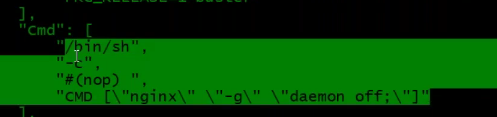 ],
"Cmd": [
"/bin/sh",
"-c",
"#(nop) ",
"CMD [\"nginx\" \"-g\" \"daemon off;\"]"
],